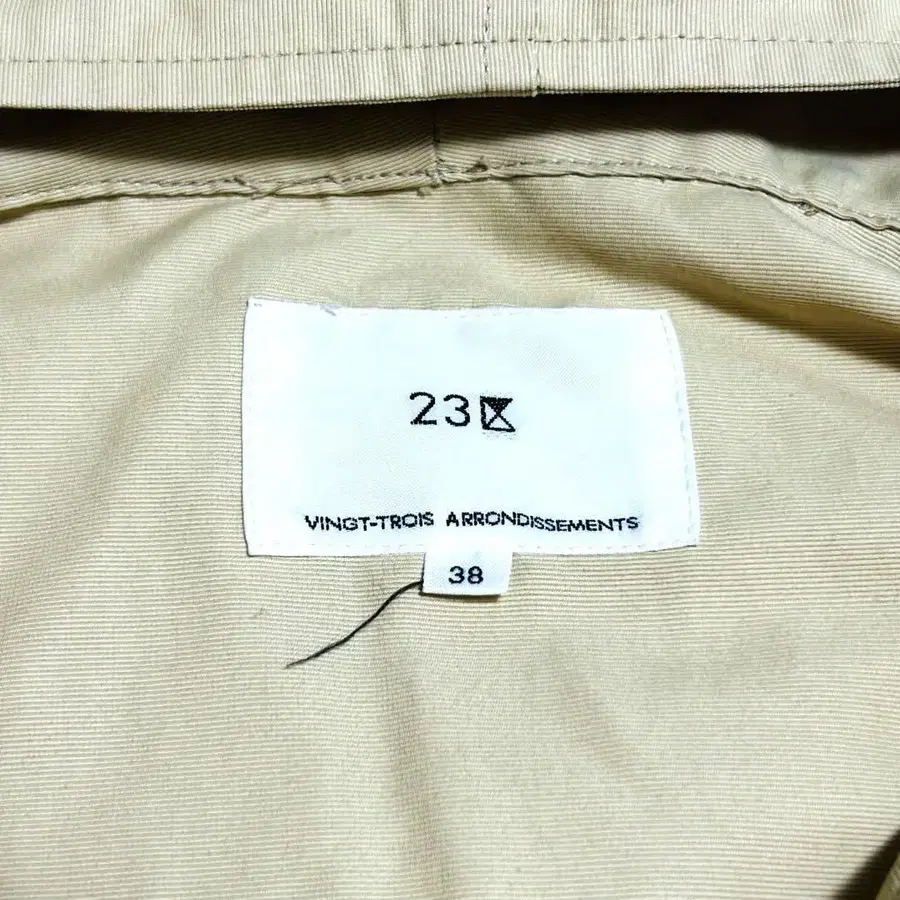 23区
VINGT-TROIS ARRONDISSEMENTS
38